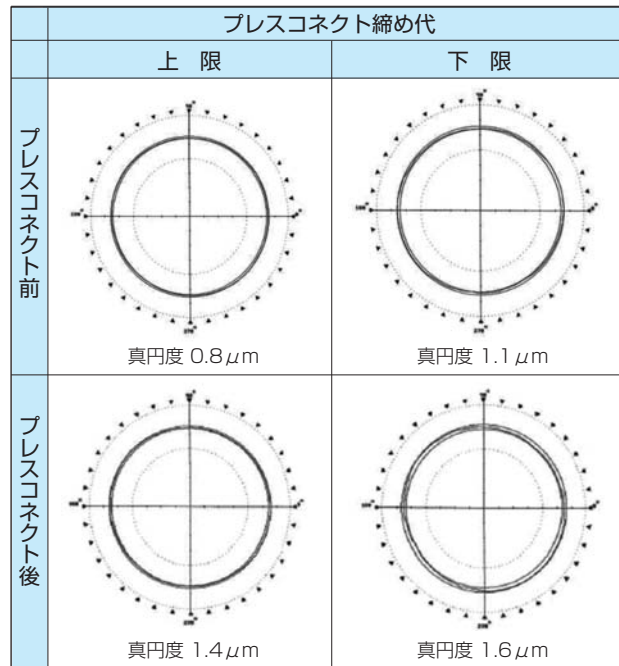 プレスコネクト締め代
上 限
下 限
プレスコネクト前
真円度 0.8μm
真円度 1.1μm
プレスコネクト後
真円度 1.4μm
真円度 1.6μm